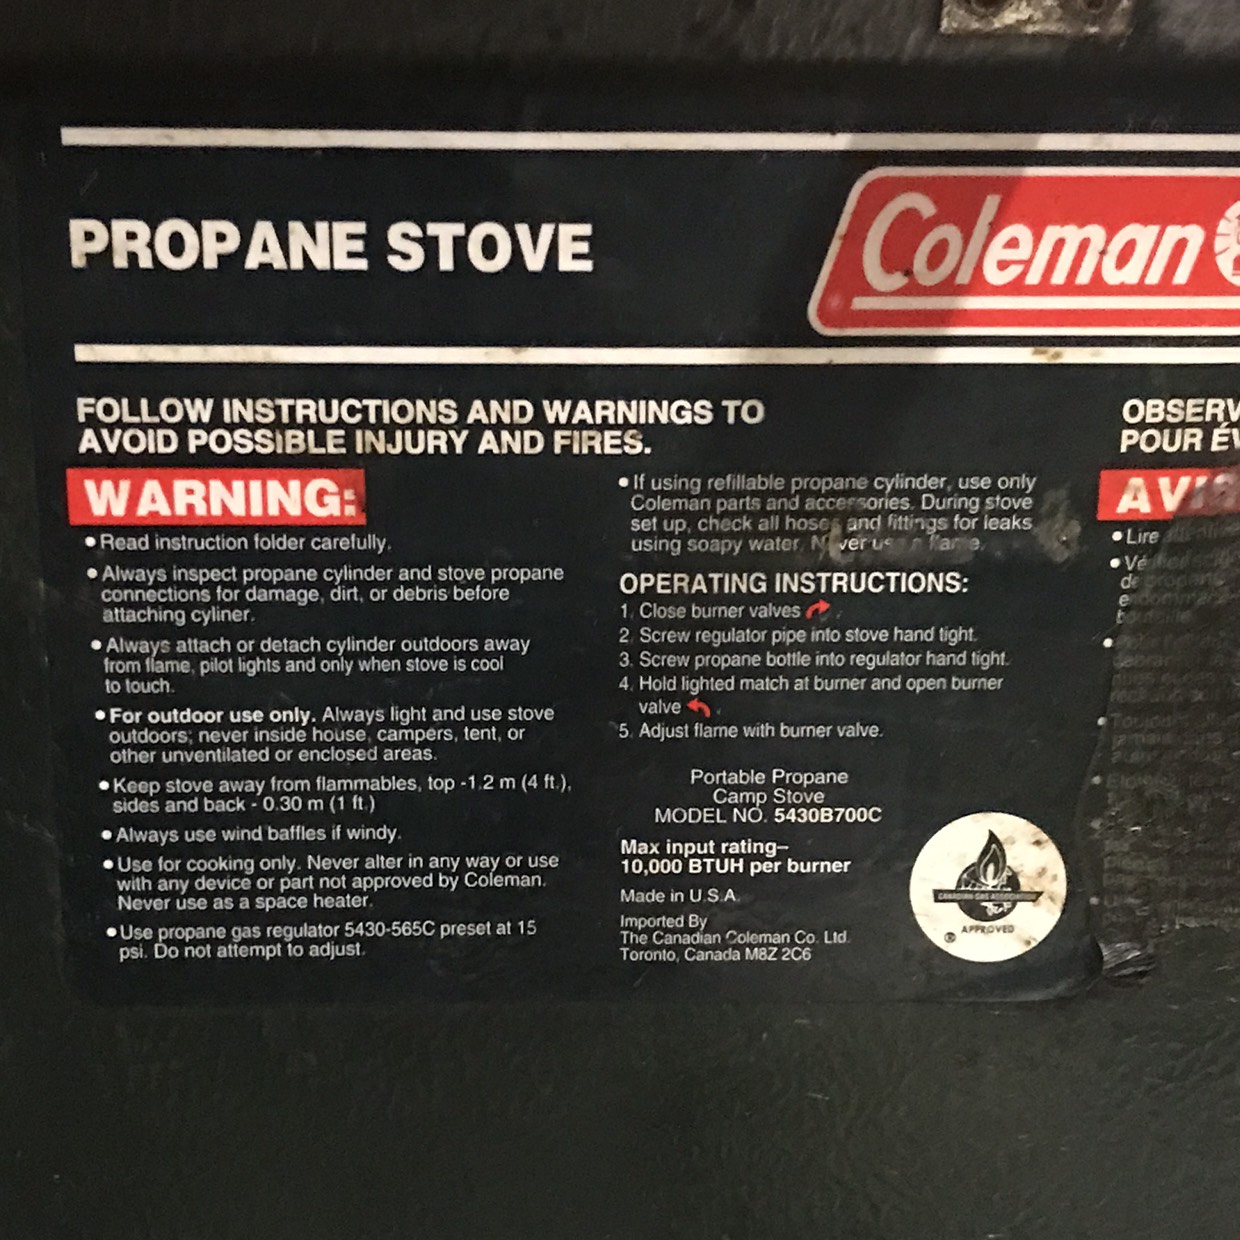 PROPANE STOVE
Coleman
FOLLOW INSTRUCTIONS AND WARNINGS TO
AVOID POSSIBLE INJURY AND FIRES.
WARNING:
• Read instruction folder carefully.
• Always inspect propane cylinder and stove propane
connections for damage, dirt, or debris before
attaching cyliner.
• Always attach or detach cylinder outdoors away
from flame, pilot lights and only when stove is cool
to touch.
• For outdoor use only. Always light and use stove
outdoors; never inside house, campers, tent, or
other unventilated or enclosed areas.
• Keep stove away from flammables, top -1.2 m (4 ft.),
sides and back - 0.30 m (1 ft.)
• Always use wind baffles if windy.
• Use for cooking only. Never alter in any way or use
with any device or part not approved by Coleman.
Never use as a space heater.
• Use propane gas regulator 5430-565C preset at 15
psi. Do not attempt to adjust.
• If using refillable propane cylinder, use only
Coleman parts and accessories. During stove
set up, check all hoses and fittings for leaks
using soapy water. Never use a flame.
OPERATING INSTRUCTIONS:
1. Close burner valves
2. Screw regulator pipe into stove hand tight.
3. Screw propane bottle into regulator hand tight.
4. Hold lighted match at burner and open burner
valve
5. Adjust flame with burner valve.
Portable Propane
Camp Stove
MODEL NO. 5430B700C
Max input rating–
10,000 BTUH per burner
Made in U.S.A.
Imported By
The Canadian Coleman Co. Ltd.
Toronto, Canada M8Z 2C6
CANADIAN GAS ASSOCIATION
APPROVED
OBSERV
POUR ÉV
AVIS
• Lire